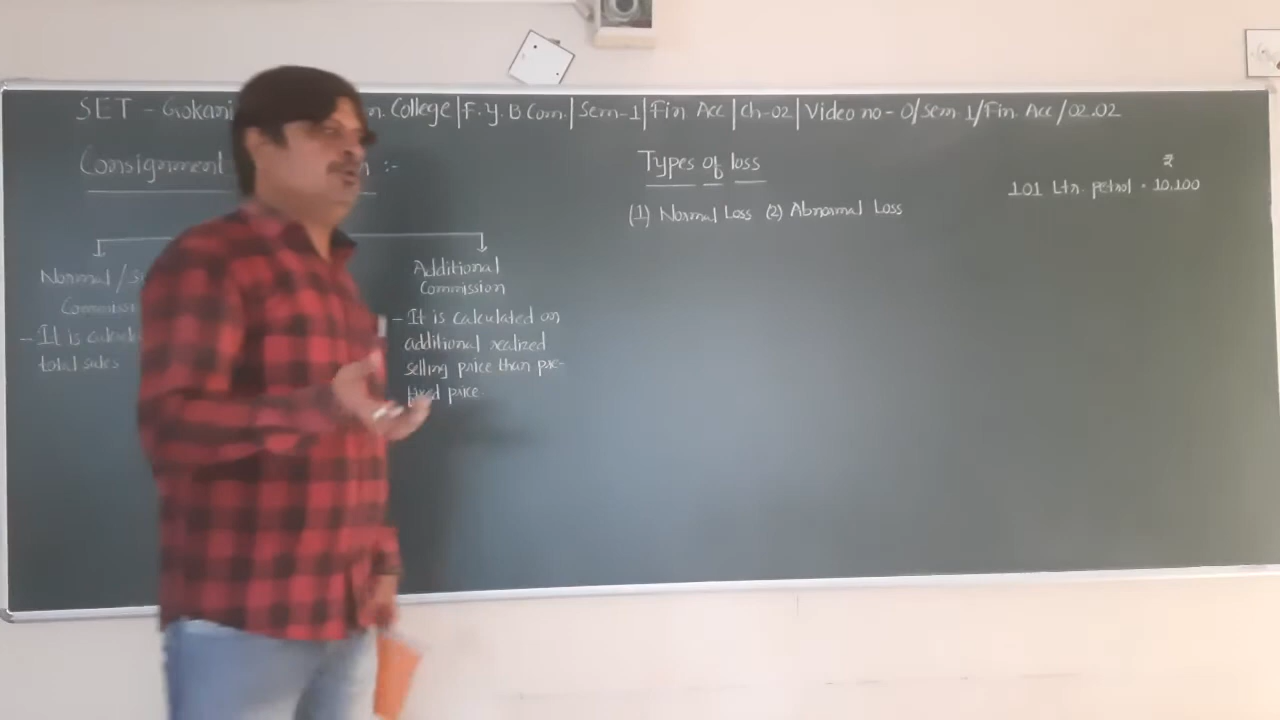 SET - Gokani n. College | F. Y. B Com. | Sem-1 | Fin Acc | Ch-02 | Video no - 0/Sem 1/Fin. Acc / 02.02
Consignment :-
Normal /
Commiss
- It is calcul
total sales
Additional
Commission
- It is calculated on
additional realized
selling price than pre-
fixed price.
Types of loss
(1) Normal Loss (2) Abnormal Loss
₹
101 Ltr. petrol = 10,100